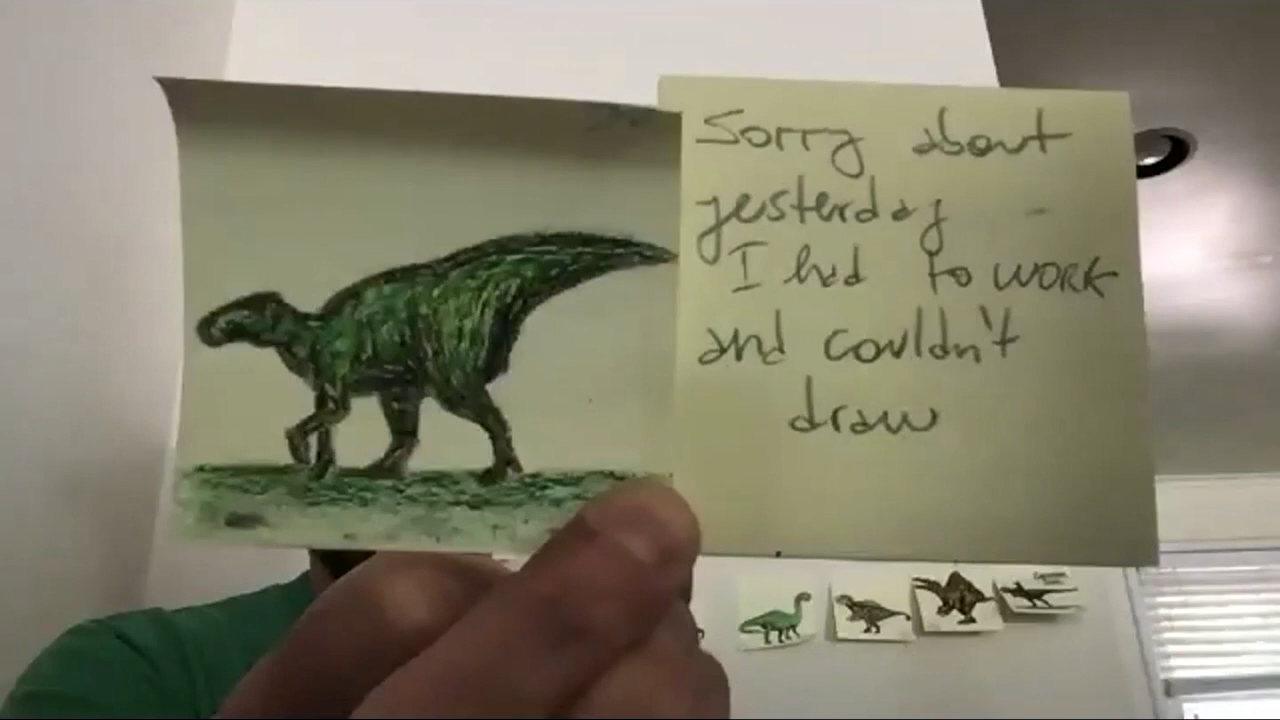 Sorry about
yesterday -
I had to WORK
and couldn't
draw